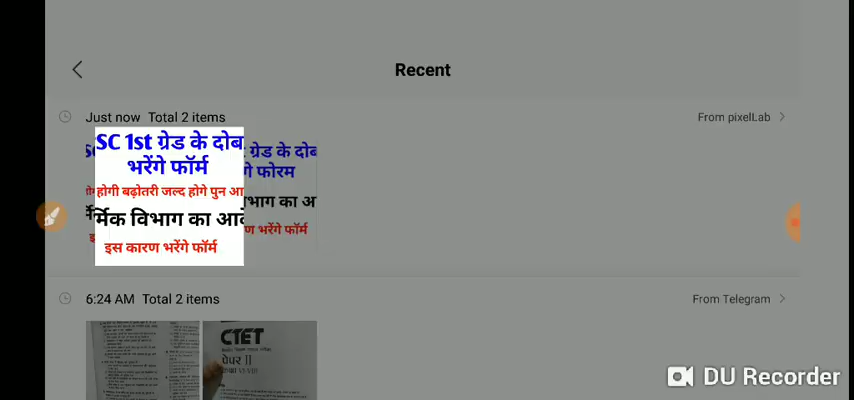 Recent
Just now Total 2 items
From pixelLab
SC 1st ग्रेड के दोब
भरेंगे फॉर्म
होगी बढ़ोतरी जल्द होगे पुन आ
र्मिक विभाग का आदे
इस कारण भरेंगे फॉर्म
ग्रेड के दोब
गे फोरम
भाग का अ
ण भरेंगे फॉर्म
6:24 AM Total 2 items
From Telegram
CTET
पेपर II
DU Recorder